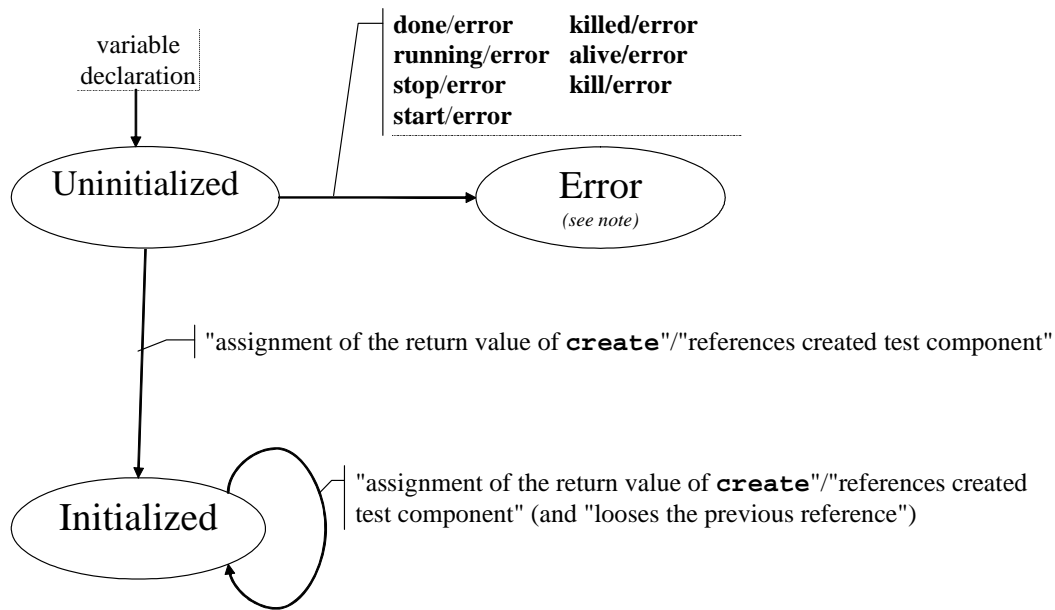 variable
declaration
done/error killed/error
running/error alive/error
stop/error kill/error
start/error
Uninitialized
Error
(see note)
"assignment of the return value of create"/"references created test component"
Initialized
"assignment of the return value of create"/"references created
test component" (and "looses the previous reference")